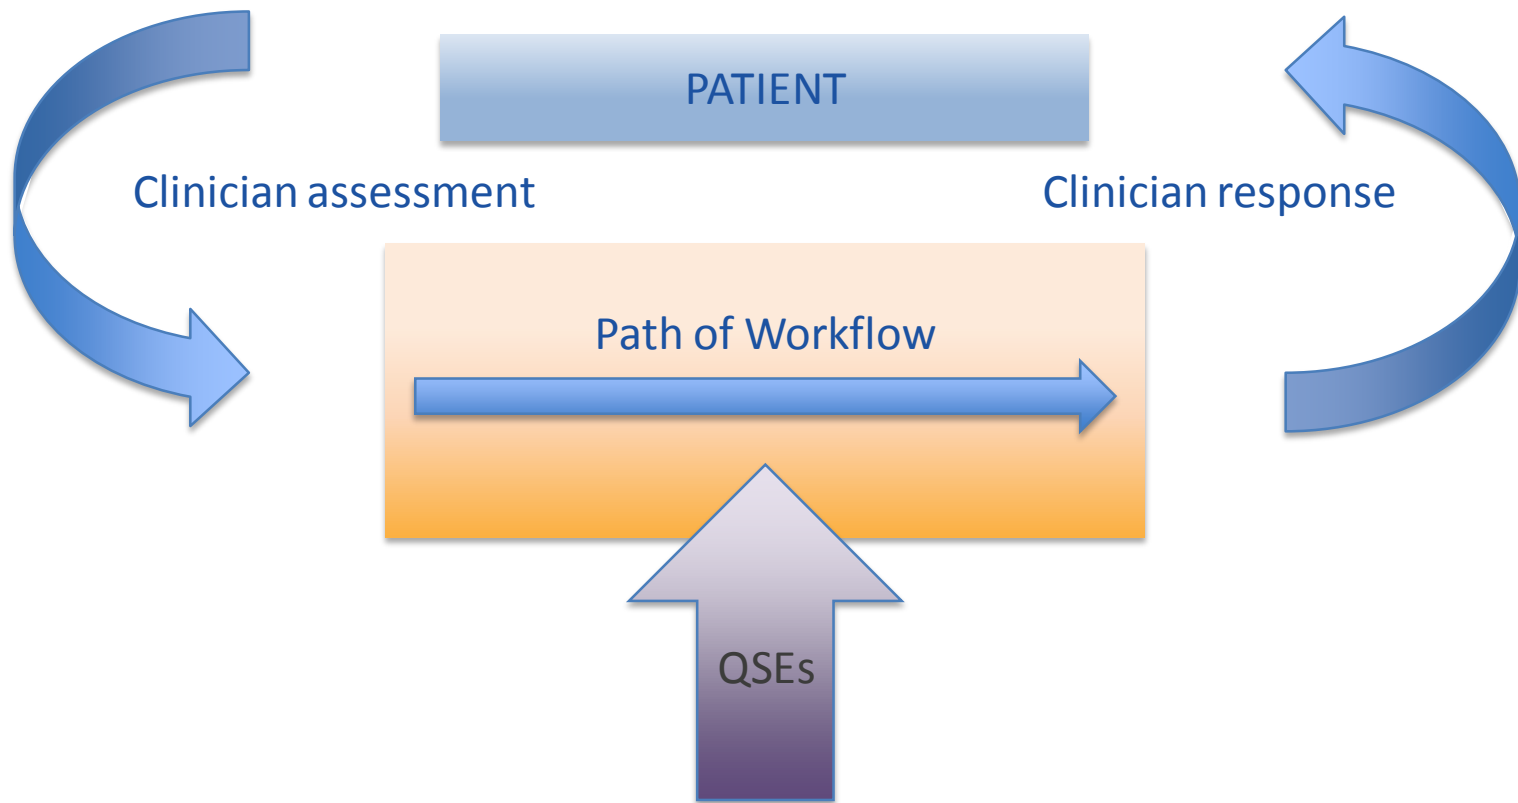 PATIENT
Clinician assessment
Clinician response
Path of Workflow
QSEs